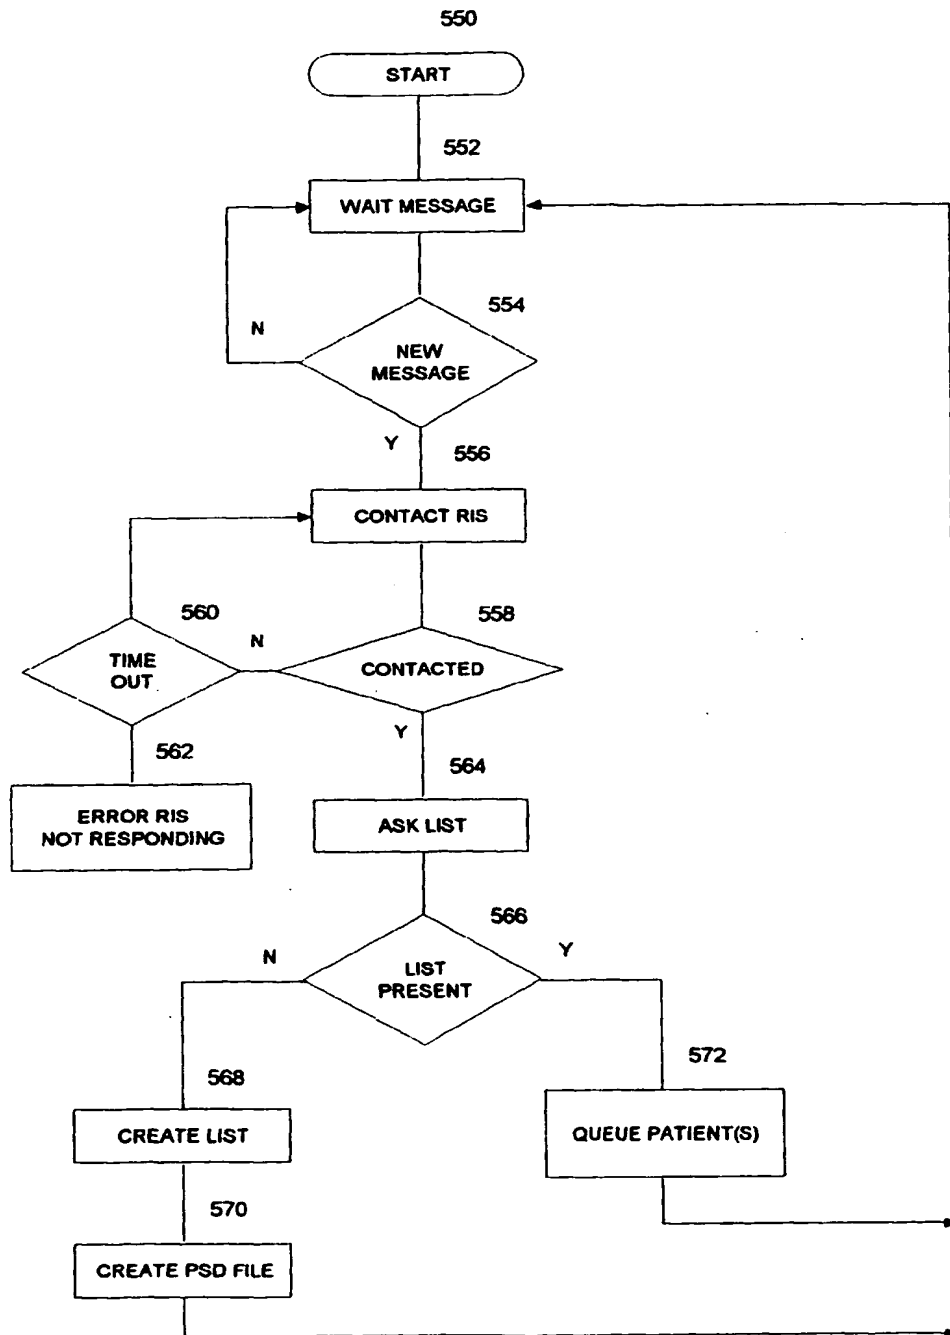 550
START
552
WAIT MESSAGE
554
N
NEW
MESSAGE
Y
556
CONTACT RIS
560
558
N
TIME
OUT
CONTACTED
562
Y
564
ERROR RIS
NOT RESPONDING
ASK LIST
566
N
Y
LIST
PRESENT
572
568
CREATE LIST
QUEUE PATIENT(S)
570
CREATE PSD FILE